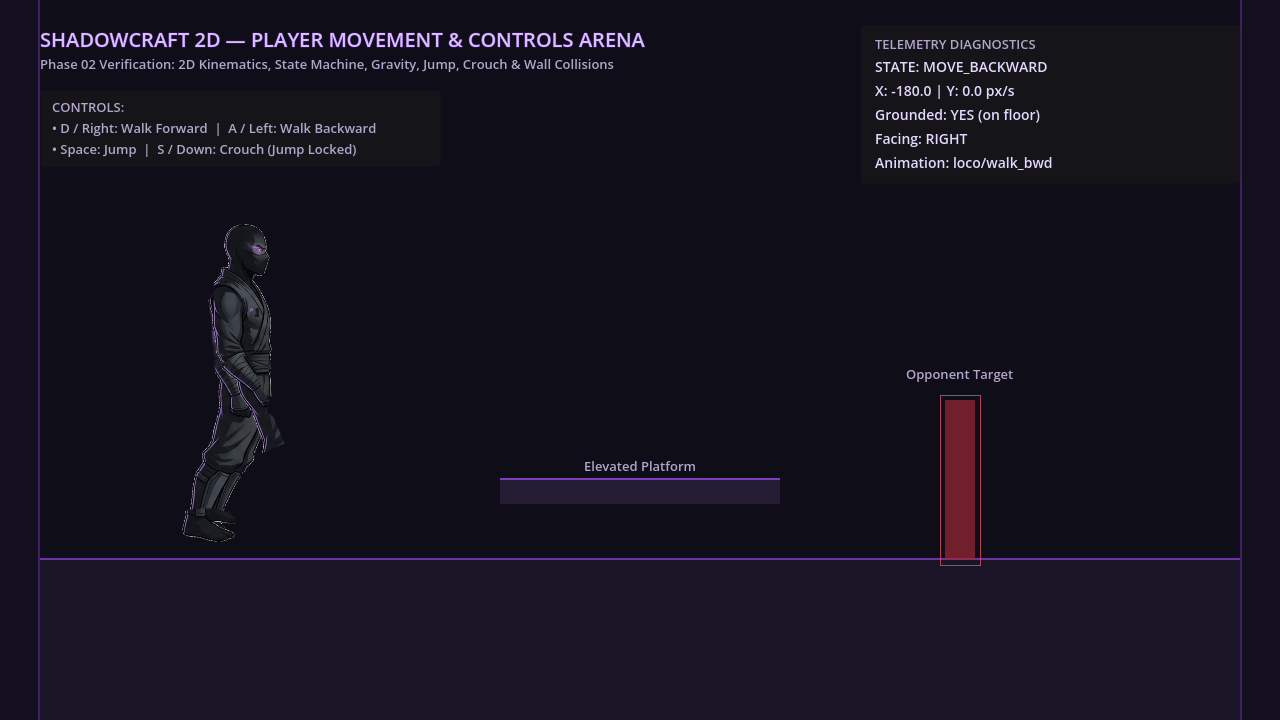 SHADOWCRAFT 2D — PLAYER MOVEMENT & CONTROLS ARENA
Phase 02 Verification: 2D Kinematics, State Machine, Gravity, Jump, Crouch & Wall Collisions
CONTROLS:
• D / Right: Walk Forward | A / Left: Walk Backward
• Space: Jump | S / Down: Crouch (Jump Locked)
TELEMETRY DIAGNOSTICS
STATE: MOVE_BACKWARD
X: -180.0 | Y: 0.0 px/s
Grounded: YES (on floor)
Facing: RIGHT
Animation: loco/walk_bwd
Opponent Target
Elevated Platform